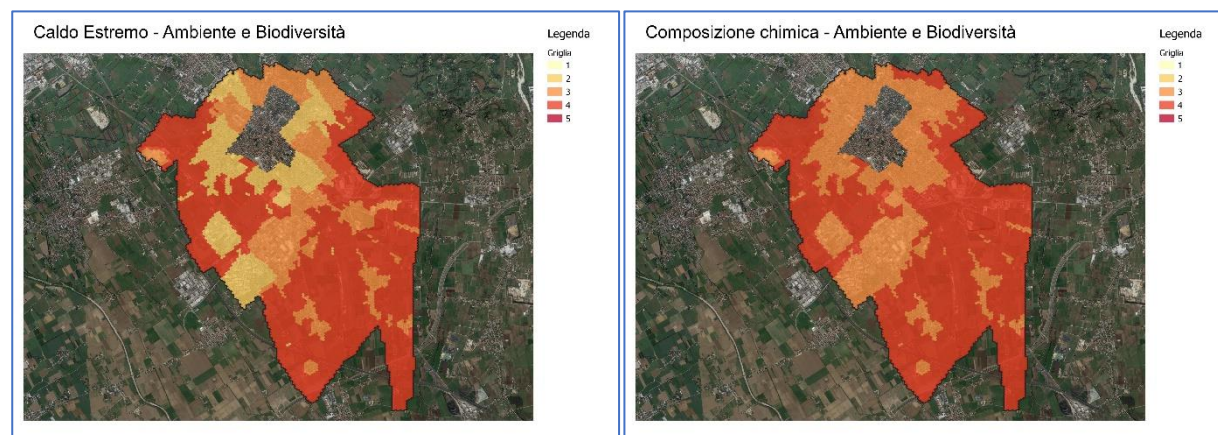 Caldo Estremo - Ambiente e Biodiversità
Legenda
Griglia
1
2
3
4
5
Composizione chimica - Ambiente e Biodiversità
Legenda
Griglia
1
2
3
4
5